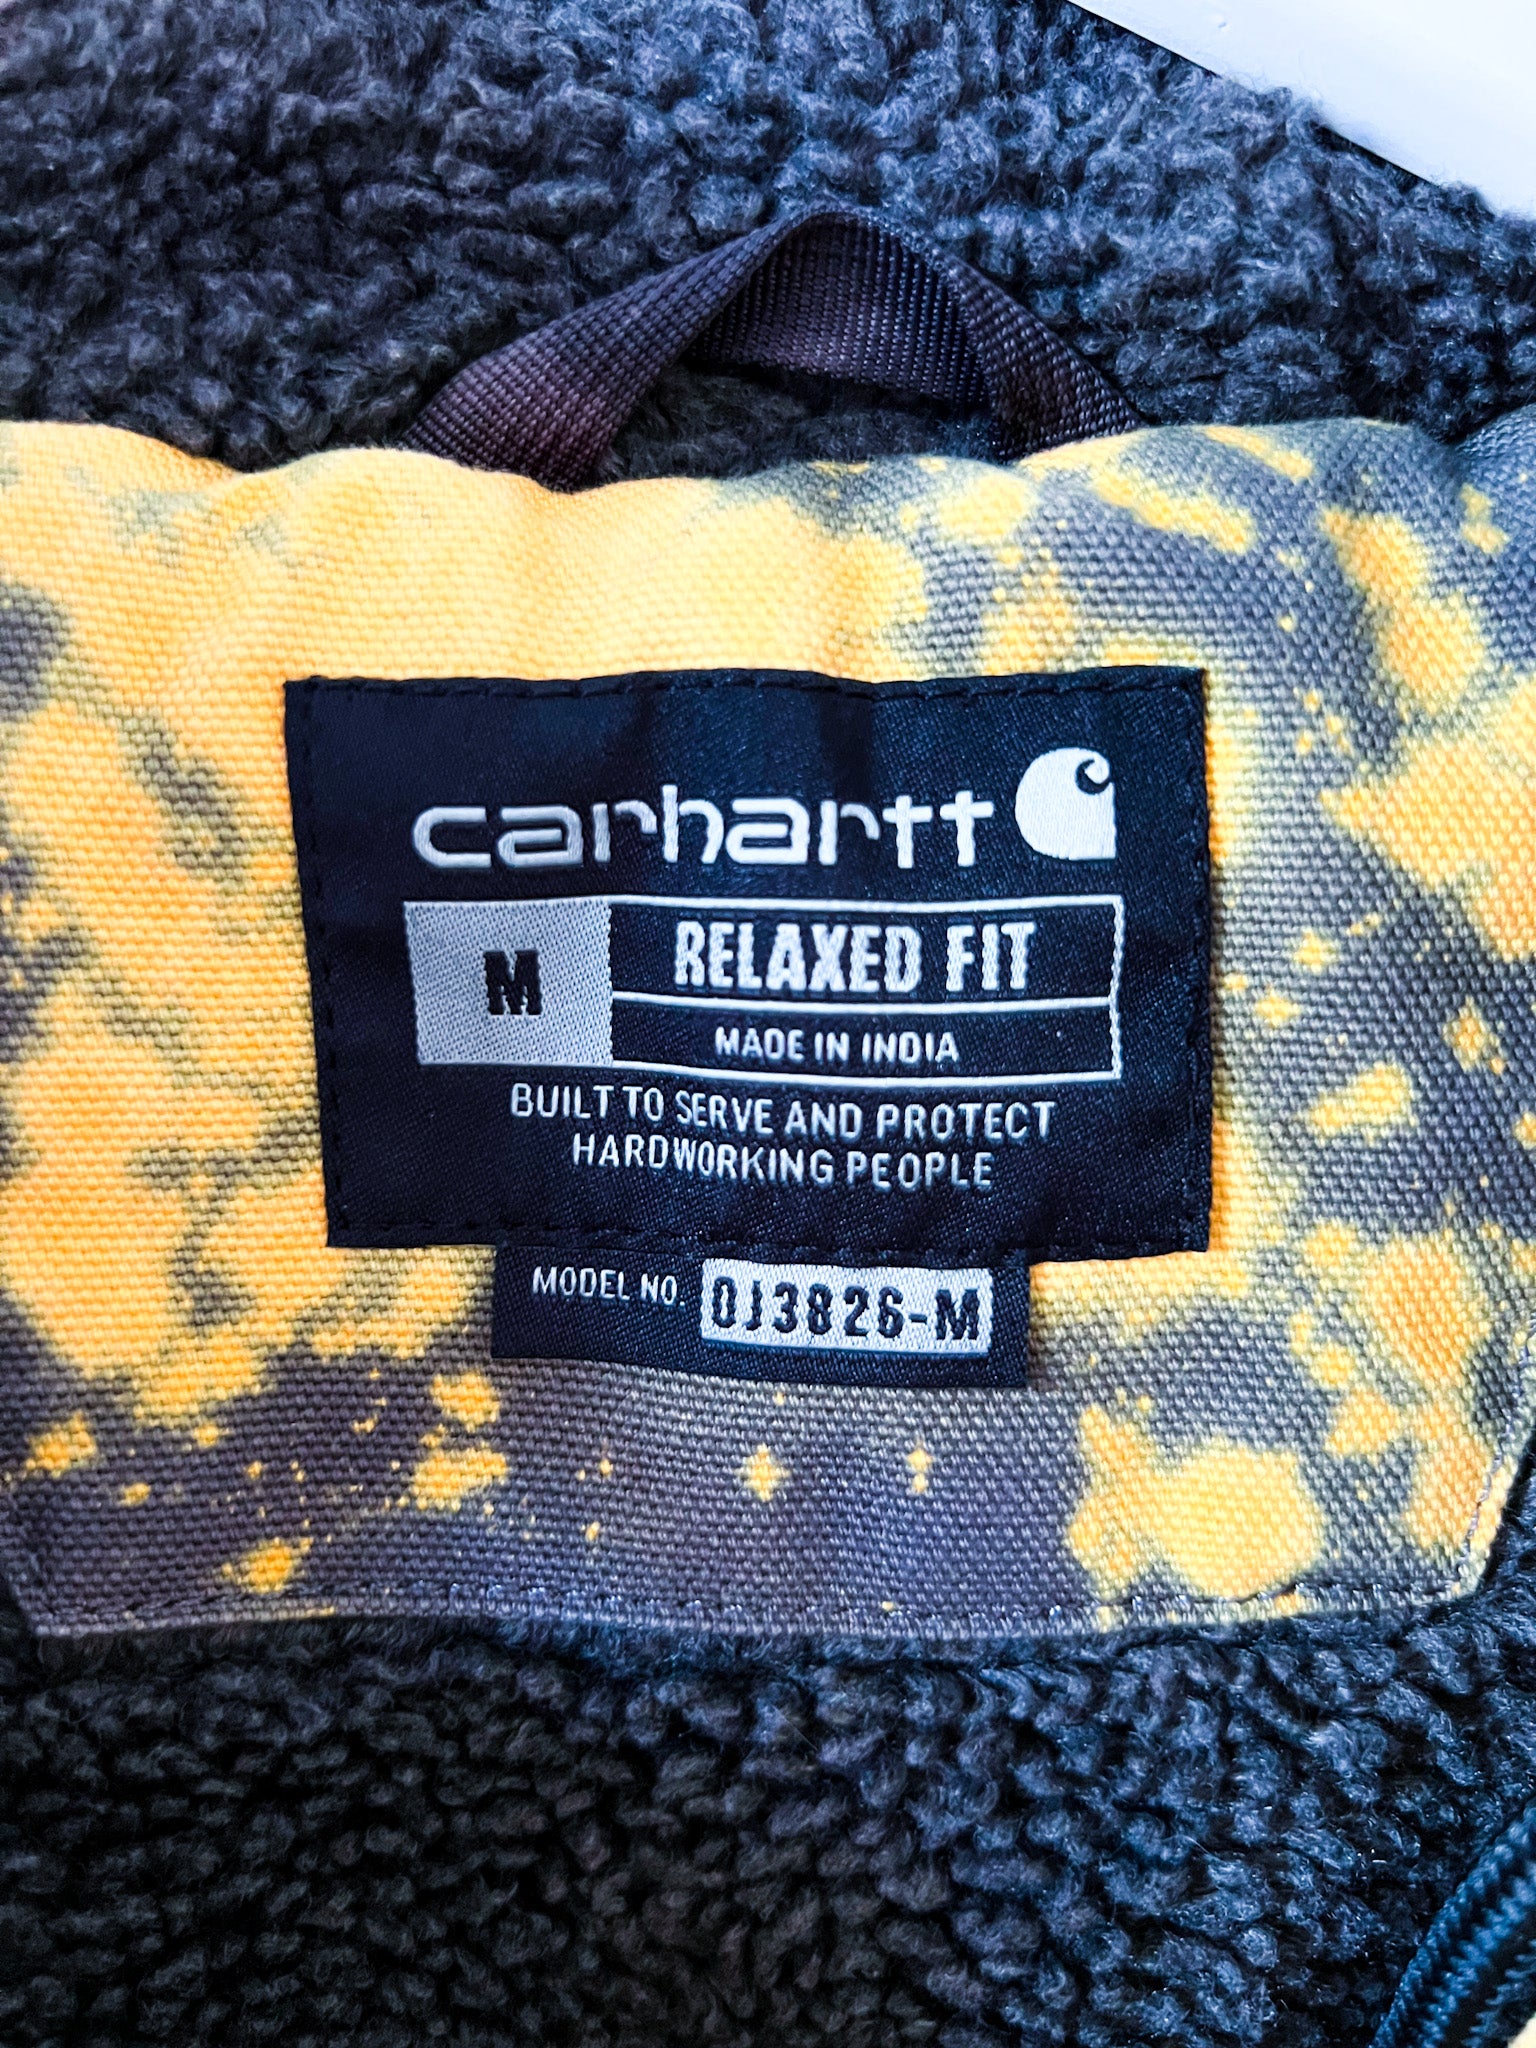 carhartt
M
RELAXED FIT
MADE IN INDIA
BUILT TO SERVE AND PROTECT
HARDWORKING PEOPLE
MODEL NO. OJ3826-M